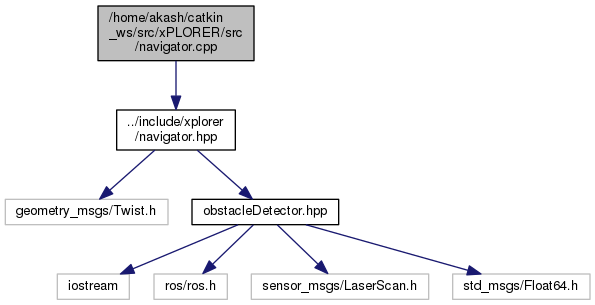 /home/akash/catkin
_ws/src/xPLORER/src
/navigator.cpp
../include/xplorer
/navigator.hpp
geometry_msgs/Twist.h
obstacleDetector.hpp
iostream
ros/ros.h
sensor_msgs/LaserScan.h
std_msgs/Float64.h